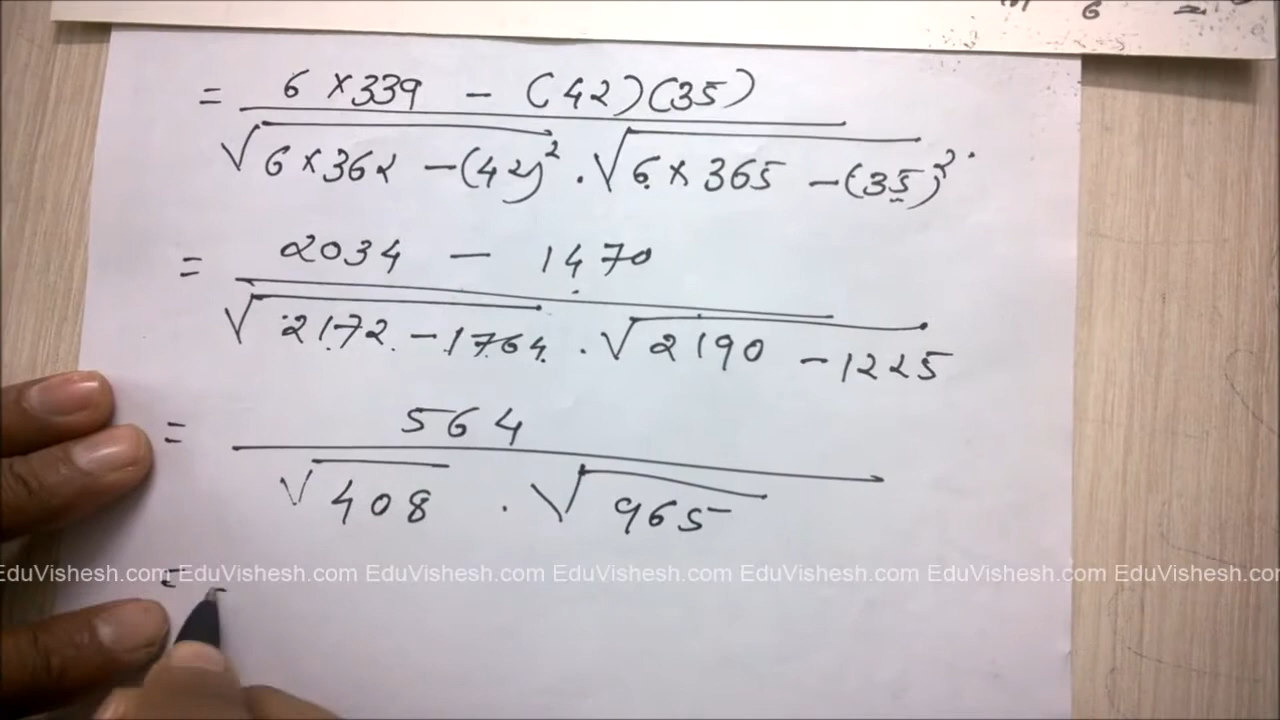 6
= 6 × 339 - (42)(35)
√6 × 362 - (42)² . √6 × 365 - (35)²
= 2034 - 1470
√2172 - 1764 . √2190 - 1225
= 564
√408 . √965
=
EduVishesh.com EduVishesh.com EduVishesh.com EduVishesh.com EduVishesh.com EduVishesh.com EduVishesh.com